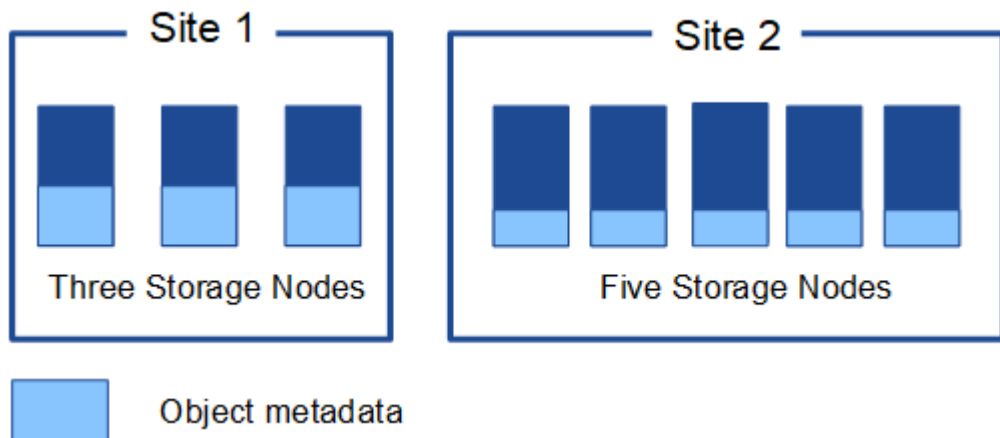 Site 1
Site 2
Three Storage Nodes
Five Storage Nodes
Object metadata